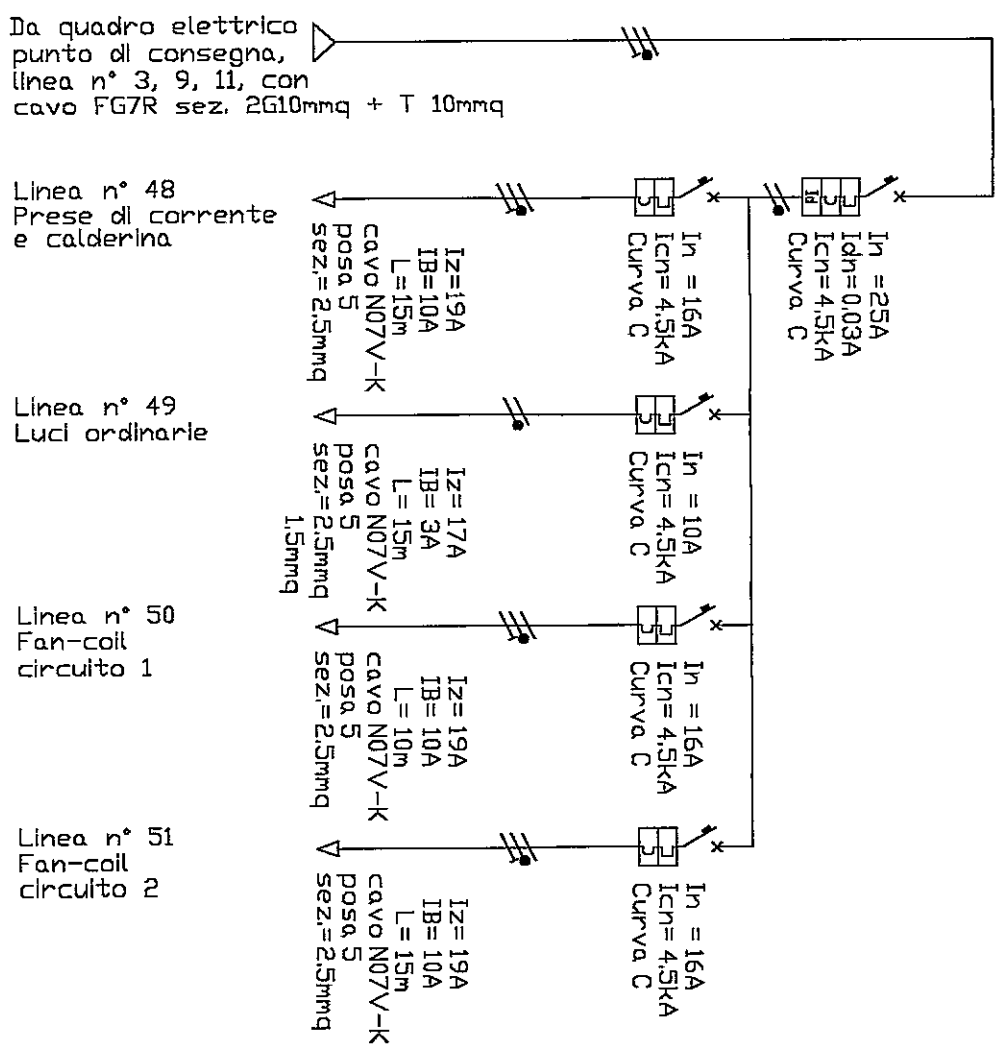 Da quadro elettrico
punto di consegna,
linea n° 3, 9, 11, con
cavo FG7R sez. 2G10mmq + T 10mmq
Id
In =25A
Idn=0,03A
Icn=4,5kA
Curva C
Linea n° 48
Prese di corrente
e calderina
Iz=19A
IB=10A
L=15m
cavo N07V-K
posa 5
sez.=2,5mmq
In =16A
Icn= 4,5kA
Curva C
Linea n° 49
Luci ordinarie
Iz=17A
IB= 3A
L= 15m
cavo N07V-K
posa 5
sez.=2,5mmq
1,5mmq
In =10A
Icn= 4,5kA
Curva C
Linea n° 50
Fan-coil
circuito 1
Iz=19A
IB= 10A
L= 10m
cavo N07V-K
posa 5
sez.=2,5mmq
In =16A
Icn= 4,5kA
Curva C
Linea n° 51
Fan-coil
circuito 2
Iz=19A
IB= 10A
L= 15m
cavo N07V-K
posa 5
sez.=2,5mmq
In =16A
Icn= 4,5kA
Curva C